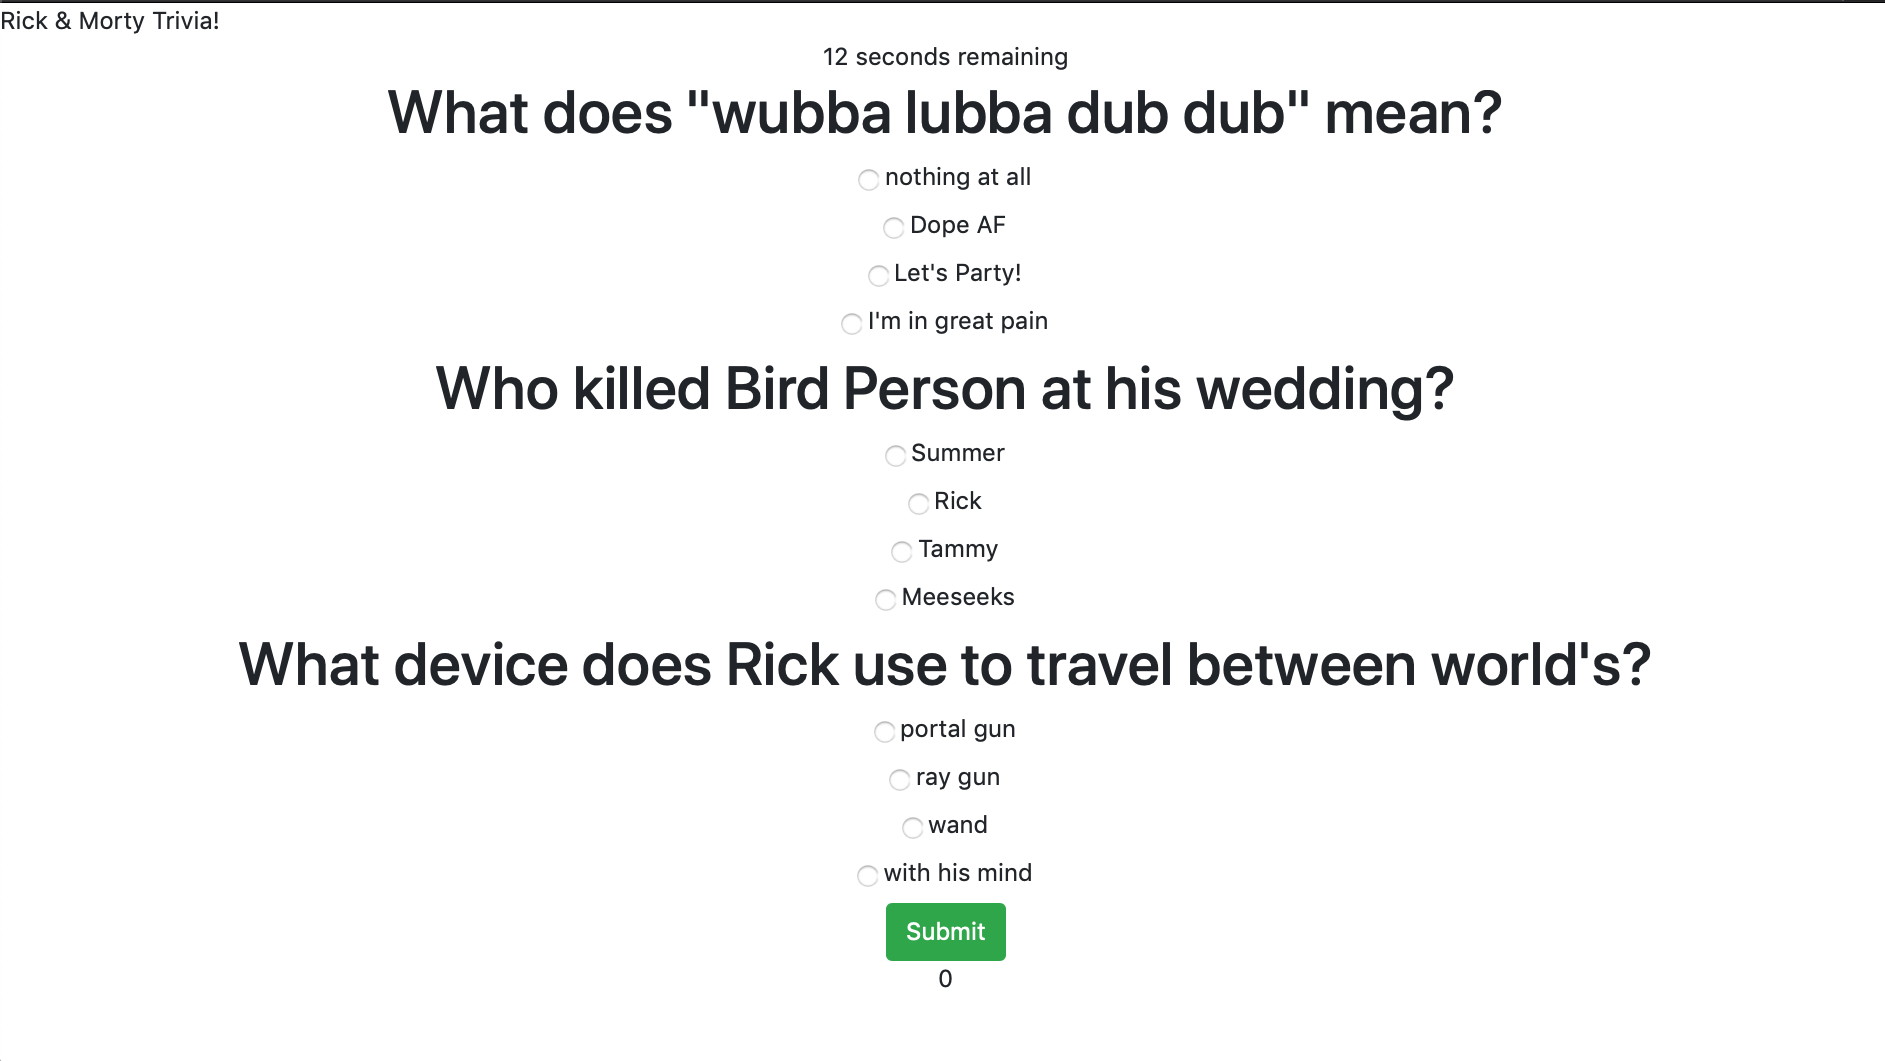 Rick & Morty Trivia!
12 seconds remaining
What does "wubba lubba dub dub" mean?
nothing at all
Dope AF
Let's Party!
I'm in great pain
Who killed Bird Person at his wedding?
Summer
Rick
Tammy
Meeseeks
What device does Rick use to travel between world's?
portal gun
ray gun
wand
with his mind
Submit
0